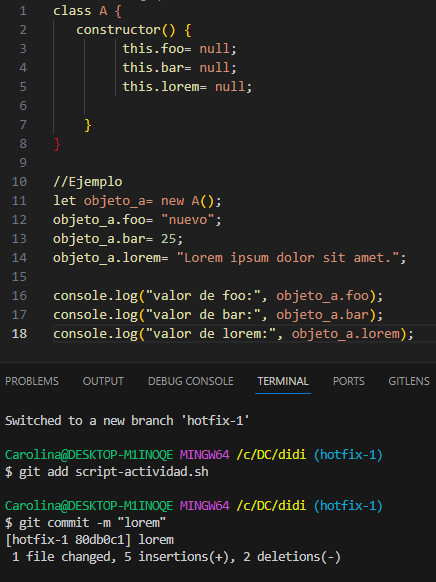 1 class A {
2 constructor() {
3 this.foo= null;
4 this.bar= null;
5 this.lorem= null;
6
7 }
8 }
9
10 //Ejemplo
11 let objeto_a= new A();
12 objeto_a.foo= "nuevo";
13 objeto_a.bar= 25;
14 objeto_a.lorem= "Lorem ipsum dolor sit amet.";
15
16 console.log("valor de foo:", objeto_a.foo);
17 console.log("valor de bar:", objeto_a.bar);
18 console.log("valor de lorem:", objeto_a.lorem);
PROBLEMS OUTPUT DEBUG CONSOLE TERMINAL PORTS GITLENS
Switched to a new branch 'hotfix-1'
Carolina@DESKTOP-M1INOQE MINGW64 /c/DC/didi (hotfix-1)
$ git add script-actividad.sh
Carolina@DESKTOP-M1INOQE MINGW64 /c/DC/didi (hotfix-1)
$ git commit -m "lorem"
[hotfix-1 80db0c1] lorem
1 file changed, 5 insertions(+), 2 deletions(-)